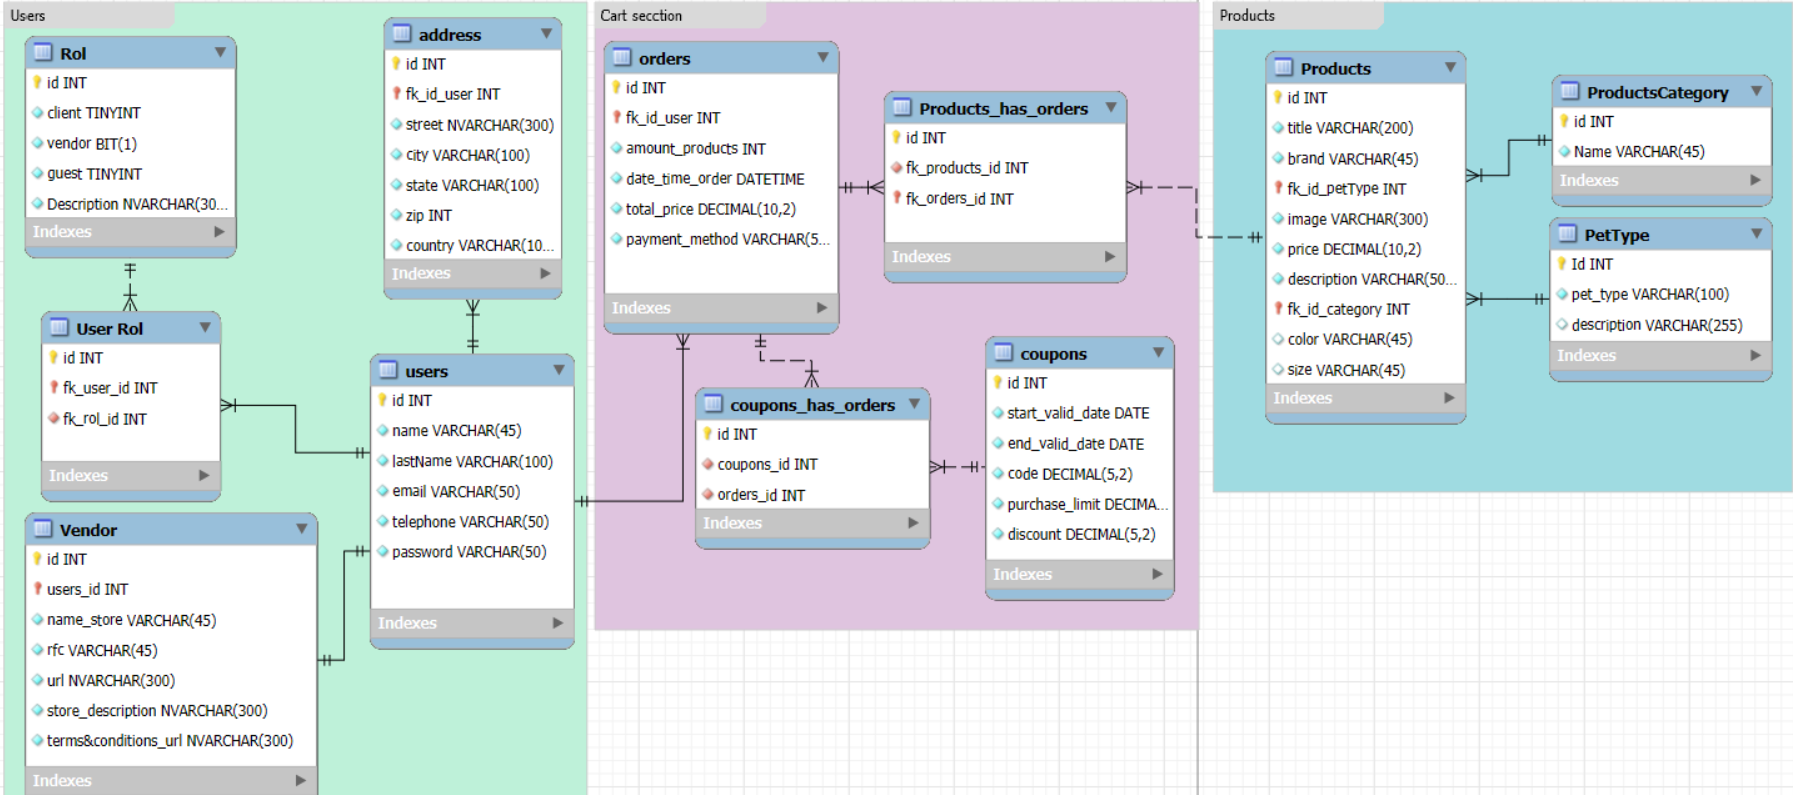 Users
Rol
id INT
client TINYINT
vendor BIT(1)
guest TINYINT
Description NVARCHAR(30...
Indexes
address
id INT
fk_id_user INT
street NVARCHAR(300)
city VARCHAR(100)
state VARCHAR(100)
zip INT
country VARCHAR(10...
Indexes
User Rol
id INT
fk_user_id INT
fk_rol_id INT
Indexes
users
id INT
name VARCHAR(45)
lastName VARCHAR(100)
email VARCHAR(50)
telephone VARCHAR(50)
password VARCHAR(50)
Indexes
Vendor
id INT
users_id INT
name_store VARCHAR(45)
rfc VARCHAR(45)
url NVARCHAR(300)
store_description NVARCHAR(300)
terms&conditions_url NVARCHAR(300)
Indexes
Cart secction
orders
id INT
fk_id_user INT
amount_products INT
date_time_order DATETIME
total_price DECIMAL(10,2)
payment_method VARCHAR(5...
Indexes
Products_has_orders
id INT
fk_products_id INT
fk_orders_id INT
Indexes
coupons_has_orders
id INT
coupons_id INT
orders_id INT
Indexes
coupons
id INT
start_valid_date DATE
end_valid_date DATE
code DECIMAL(5,2)
purchase_limit DECIMA...
discount DECIMAL(5,2)
Indexes
Products
Products
id INT
title VARCHAR(200)
brand VARCHAR(45)
fk_id_petType INT
image VARCHAR(300)
price DECIMAL(10,2)
description VARCHAR(50...
fk_id_category INT
color VARCHAR(45)
size VARCHAR(45)
Indexes
ProductsCategory
id INT
Name VARCHAR(45)
Indexes
PetType
Id INT
pet_type VARCHAR(100)
description VARCHAR(255)
Indexes